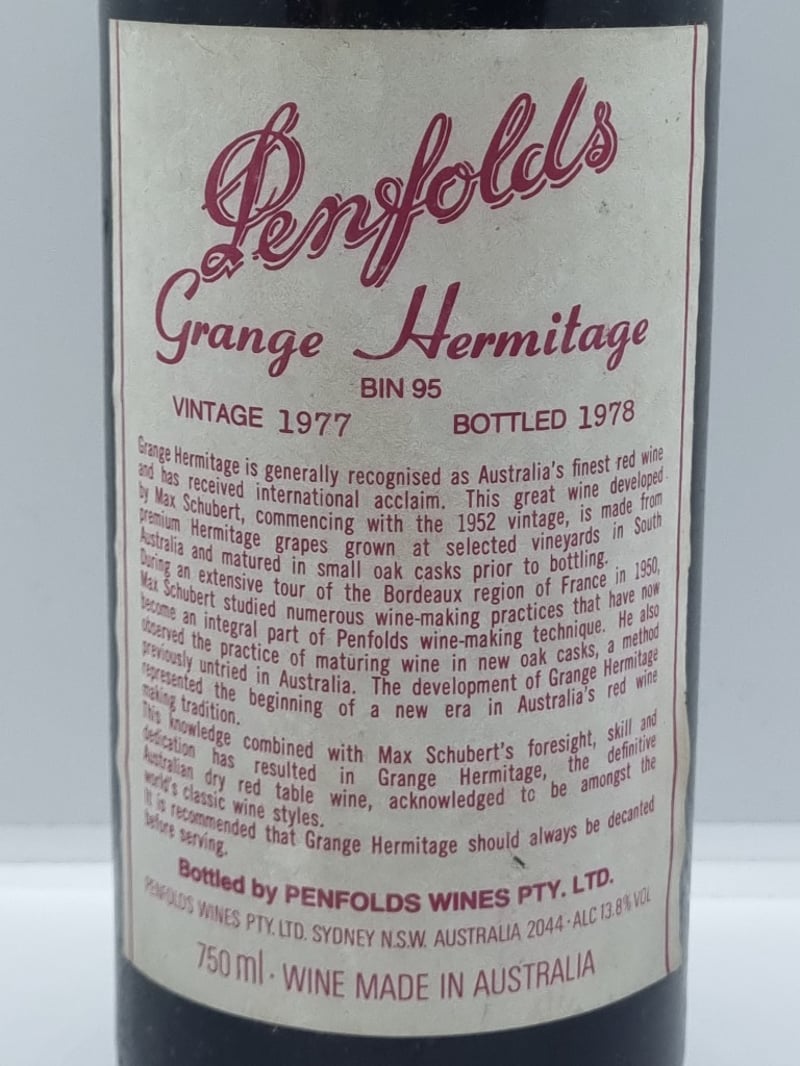 Penfolds
Grange Hermitage
BIN 95
VINTAGE 1977 BOTTLED 1978
Grange Hermitage is generally recognised as Australia's finest red wine
and has received international acclaim. This great wine developed
by Max Schubert, commencing with the 1952 vintage, is made from
premium Hermitage grapes grown at selected vineyards in South
Australia and matured in small oak casks prior to bottling.
During an extensive tour of the Bordeaux region of France in 1950,
Max Schubert studied numerous wine-making practices that have now
become an integral part of Penfolds wine-making technique. He also
observed the practice of maturing wine in new oak casks, a method
previously untried in Australia. The development of Grange Hermitage
represented the beginning of a new era in Australia's red wine
making tradition.
This knowledge combined with Max Schubert's foresight, skill and
dedication has resulted in Grange Hermitage, the definitive
Australian dry red table wine, acknowledged to be amongst the
world's classic wine styles.
It is recommended that Grange Hermitage should always be decanted
before serving.
Bottled by PENFOLDS WINES PTY. LTD.
PENFOLDS WINES PTY. LTD. SYDNEY N.S.W. AUSTRALIA 2044 · ALC 13.8% VOL
750 ml · WINE MADE IN AUSTRALIA